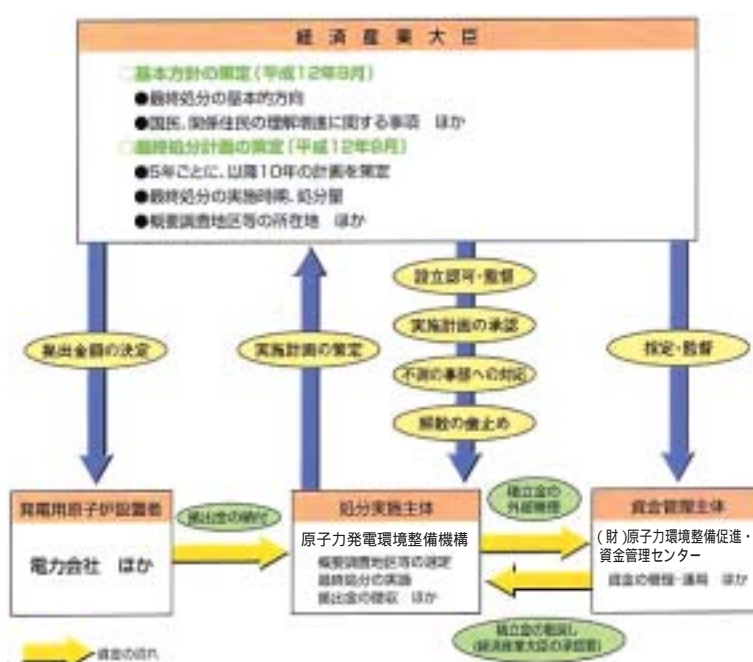 経済産業大臣
□基本方針の策定(平成12年9月)
●最終処分の基本的方向
●国民、関係住民の理解増進に関する事項 ほか
□最終処分計画の策定(平成12年9月)
●5年ごとに、以降10年の計画を策定
●最終処分の実施時期、処分量
●概要調査地区等の所在地 ほか
設立認可・監督
実施計画の承認
拠出金額の決定
実施計画の策定
指定・監督
不測の事態への対応
解散の歯止め
発電用原子炉設置者
電力会社 ほか
拠出金の納付
処分実施主体
原子力発電環境整備機構
概要調査地区等の選定
最終処分の実施
拠出金の徴収 ほか
積立金の
外部管理
資金管理主体
(財)原子力環境整備促進・
資金管理センター
資金の管理・運用 ほか
積立金の取戻し
(経済産業大臣の承認要)
資金の流れ